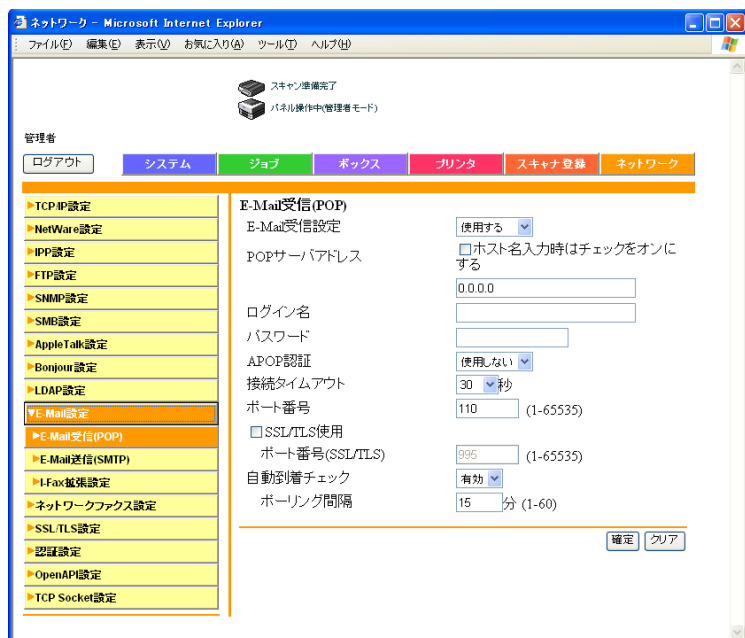 ネットワーク - Microsoft Internet Explorer
ファイル(F) 編集(E) 表示(V) お気に入り(A) ツール(T) ヘルプ(H)
スキャン準備完了
パネル操作中(管理者モード)
管理者
ログアウト システム ジョブ ボックス プリンタ スキャナ登録 ネットワーク
TCP/IP設定
NetWare設定
IPP設定
FTP設定
SNMP設定
SMB設定
AppleTalk設定
Bonjour設定
LDAP設定
E-Mail設定
E-Mail受信(POP)
E-Mail送信(SMTP)
I-Fax拡張設定
ネットワークファクス設定
SSL/TLS設定
認証設定
OpenAPI設定
TCP Socket設定
E-Mail受信(POP)
E-Mail受信設定 使用する
POPサーバアドレス ホスト名入力時はチェックをオンに
する
0.0.0.0
ログイン名
パスワード
APOP認証 使用しない
接続タイムアウト 30 秒
ポート番号 110 (1-65535)
SSL/TLS使用
ポート番号(SSL/TLS) 995 (1-65535)
自動到着チェック 有効
ポーリング間隔 15 分 (1-60)
確定 クリア